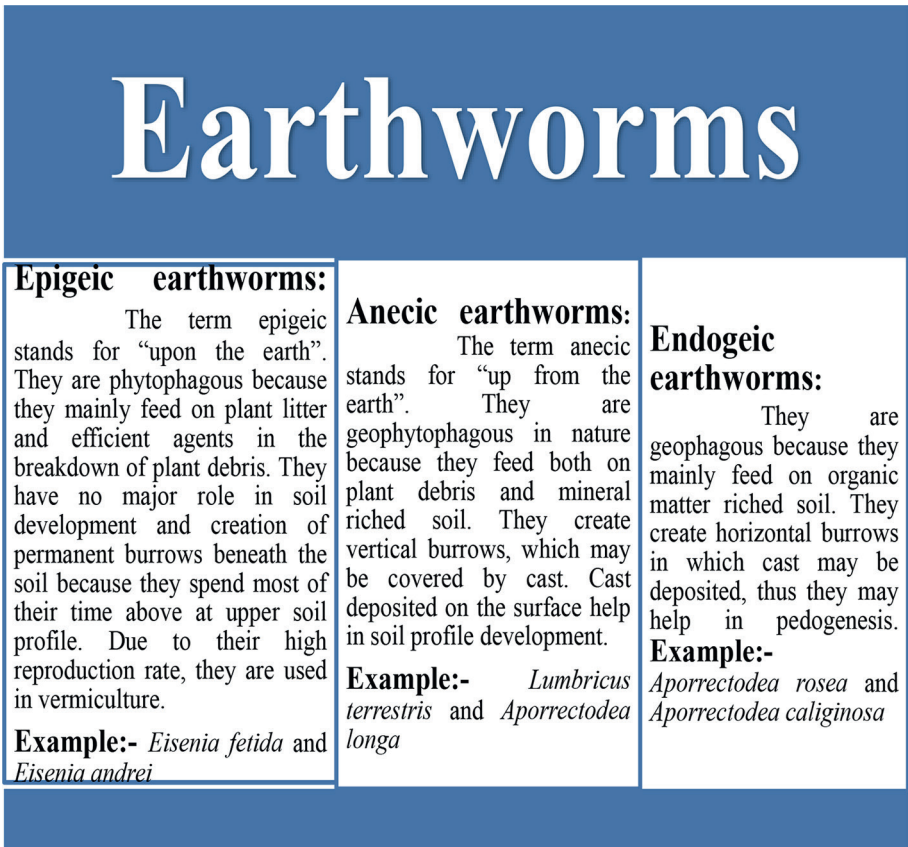 Earthworms
Epigeic earthworms:
The term epigeic
stands for “upon the earth”.
They are phytophagous because
they mainly feed on plant litter
and efficient agents in the
breakdown of plant debris. They
have no major role in soil
development and creation of
permanent burrows beneath the
soil because they spend most of
their time above at upper soil
profile. Due to their high
reproduction rate, they are used
in vermiculture.
Example:- Eisenia fetida and
Eisenia andrei
Anecic earthworms:
The term anecic
stands for “up from the
earth”. They are
geophytophagous in nature
because they feed both on
plant debris and mineral
riched soil. They create
vertical burrows, which may
be covered by cast. Cast
deposited on the surface help
in soil profile development.
Example:- Lumbricus
terrestris and Aporrectodea
longa
Endogeic
earthworms:
They are
geophagous because they
mainly feed on organic
matter riched soil. They
create horizontal burrows
in which cast may be
deposited, thus they may
help in pedogenesis.
Example:-
Aporrectodea rosea and
Aporrectodea caliginosa